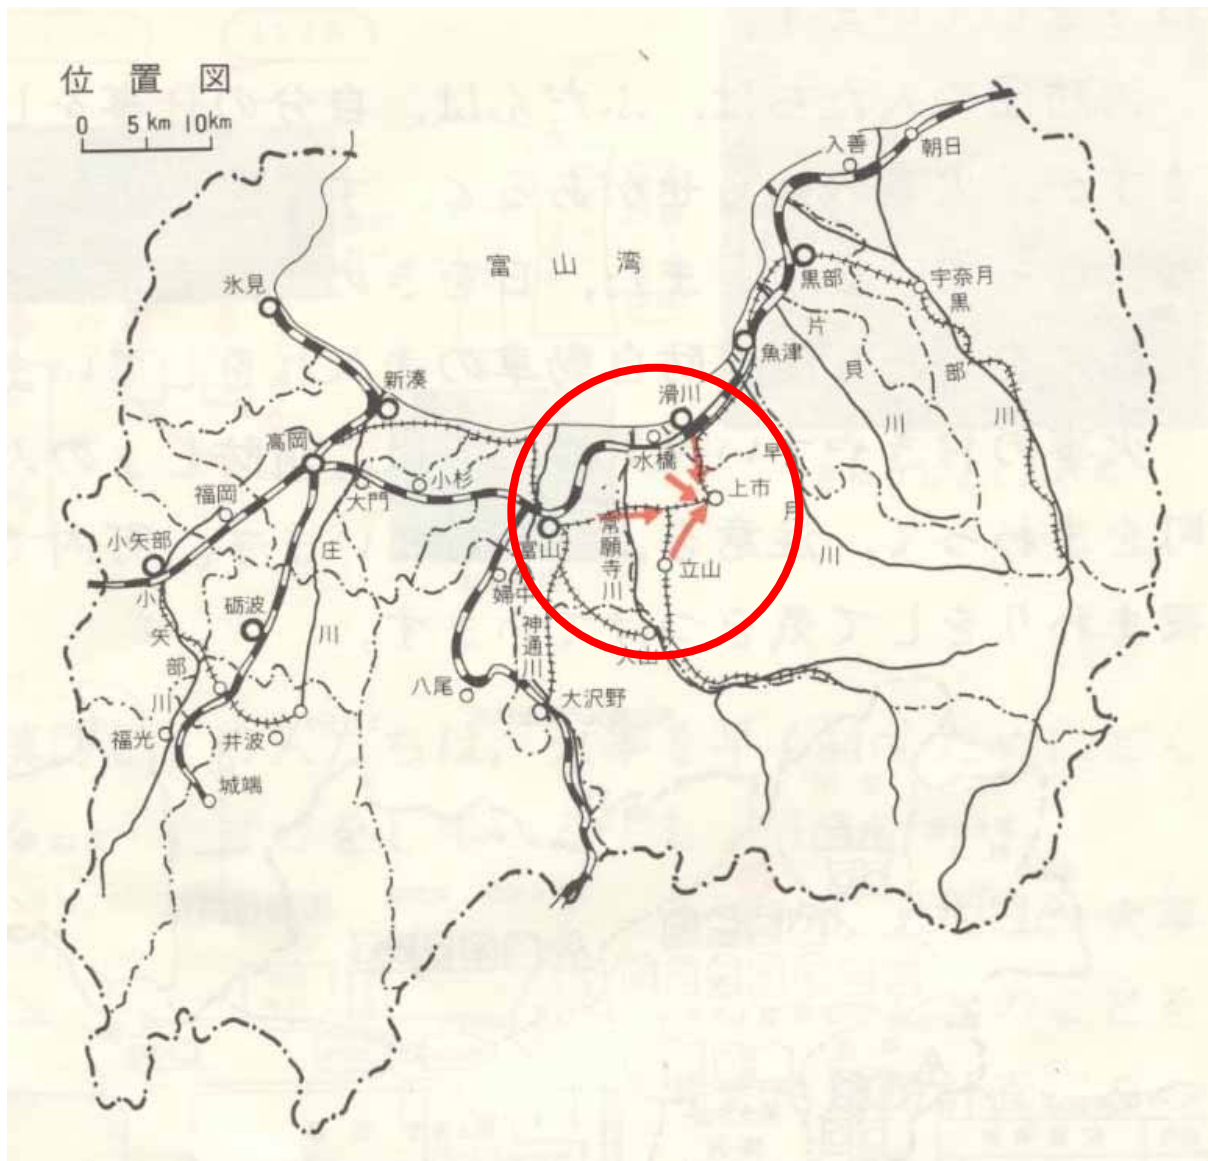 位置図
0 5km 10km
入善
朝日
富山湾
氷見
黒部
宇奈月
黒部川
片貝川
魚津
新湊
滑川
高岡
水橋
早月川
上市
小杉
大門
福岡
小矢部
富山
常願寺川
立山
庄川
婦中
砺波
小矢部川
神通川
大山
八尾
大沢野
福光
井波
城端